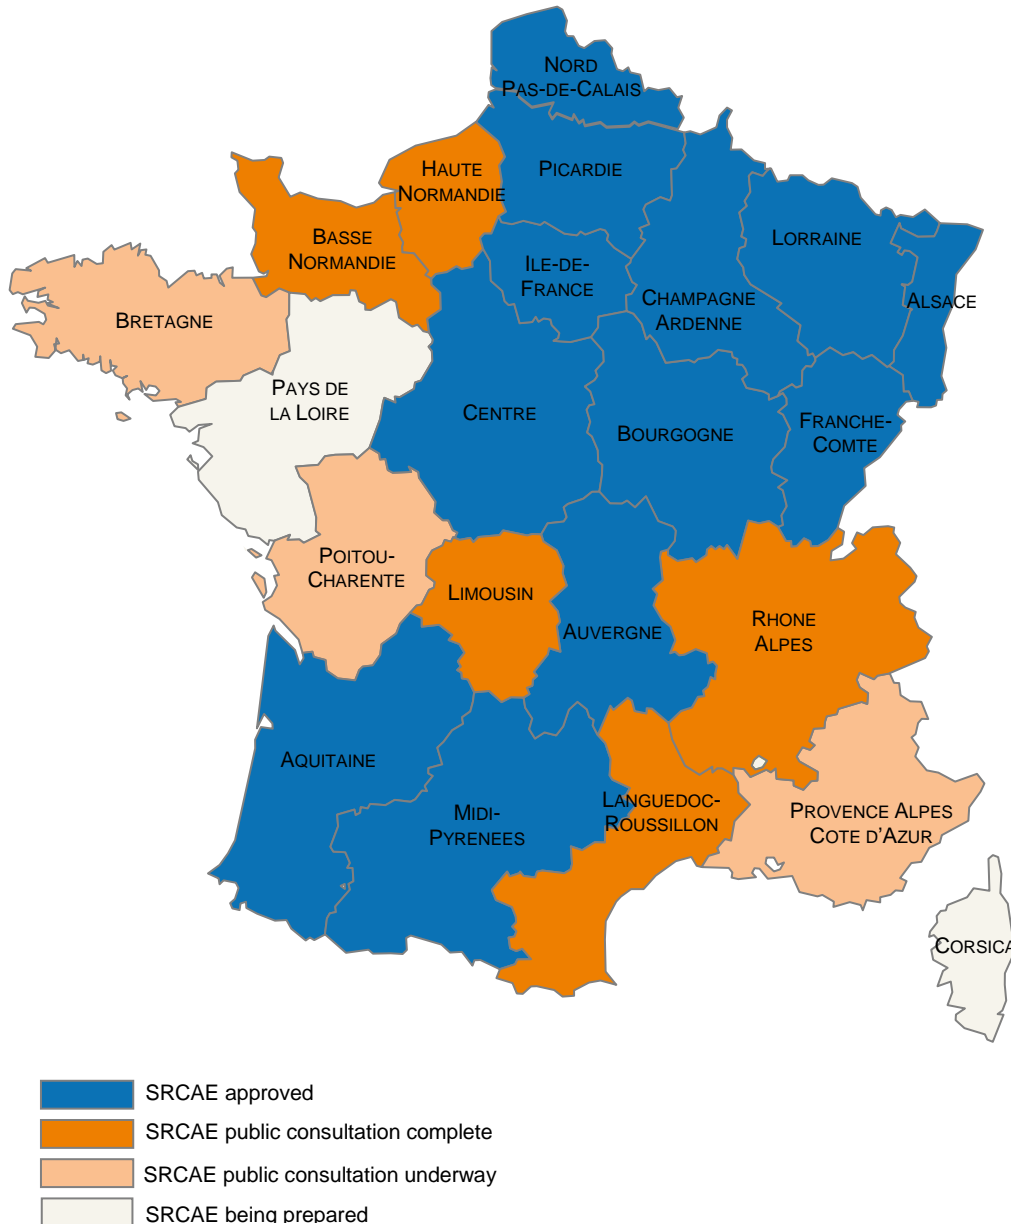 NORD
PAS-DE-CALAIS
HAUTE
NORMANDIE
PICARDIE
BASSE
NORMANDIE
LORRAINE
ILE-DE-
FRANCE
CHAMPAGNE
ARDENNE
ALSACE
BRETAGNE
PAYS DE
LA LOIRE
CENTRE
BOURGOGNE
FRANCHE-
COMTE
POITOU-
CHARENTE
LIMOUSIN
AUVERGNE
RHONE
ALPES
AQUITAINE
MIDI-
PYRENEES
LANGUEDOC-
ROUSSILLON
PROVENCE ALPES
COTE D'AZUR
CORSICA
SRCAE approved
SRCAE public consultation complete
SRCAE public consultation underway
SRCAE being prepared